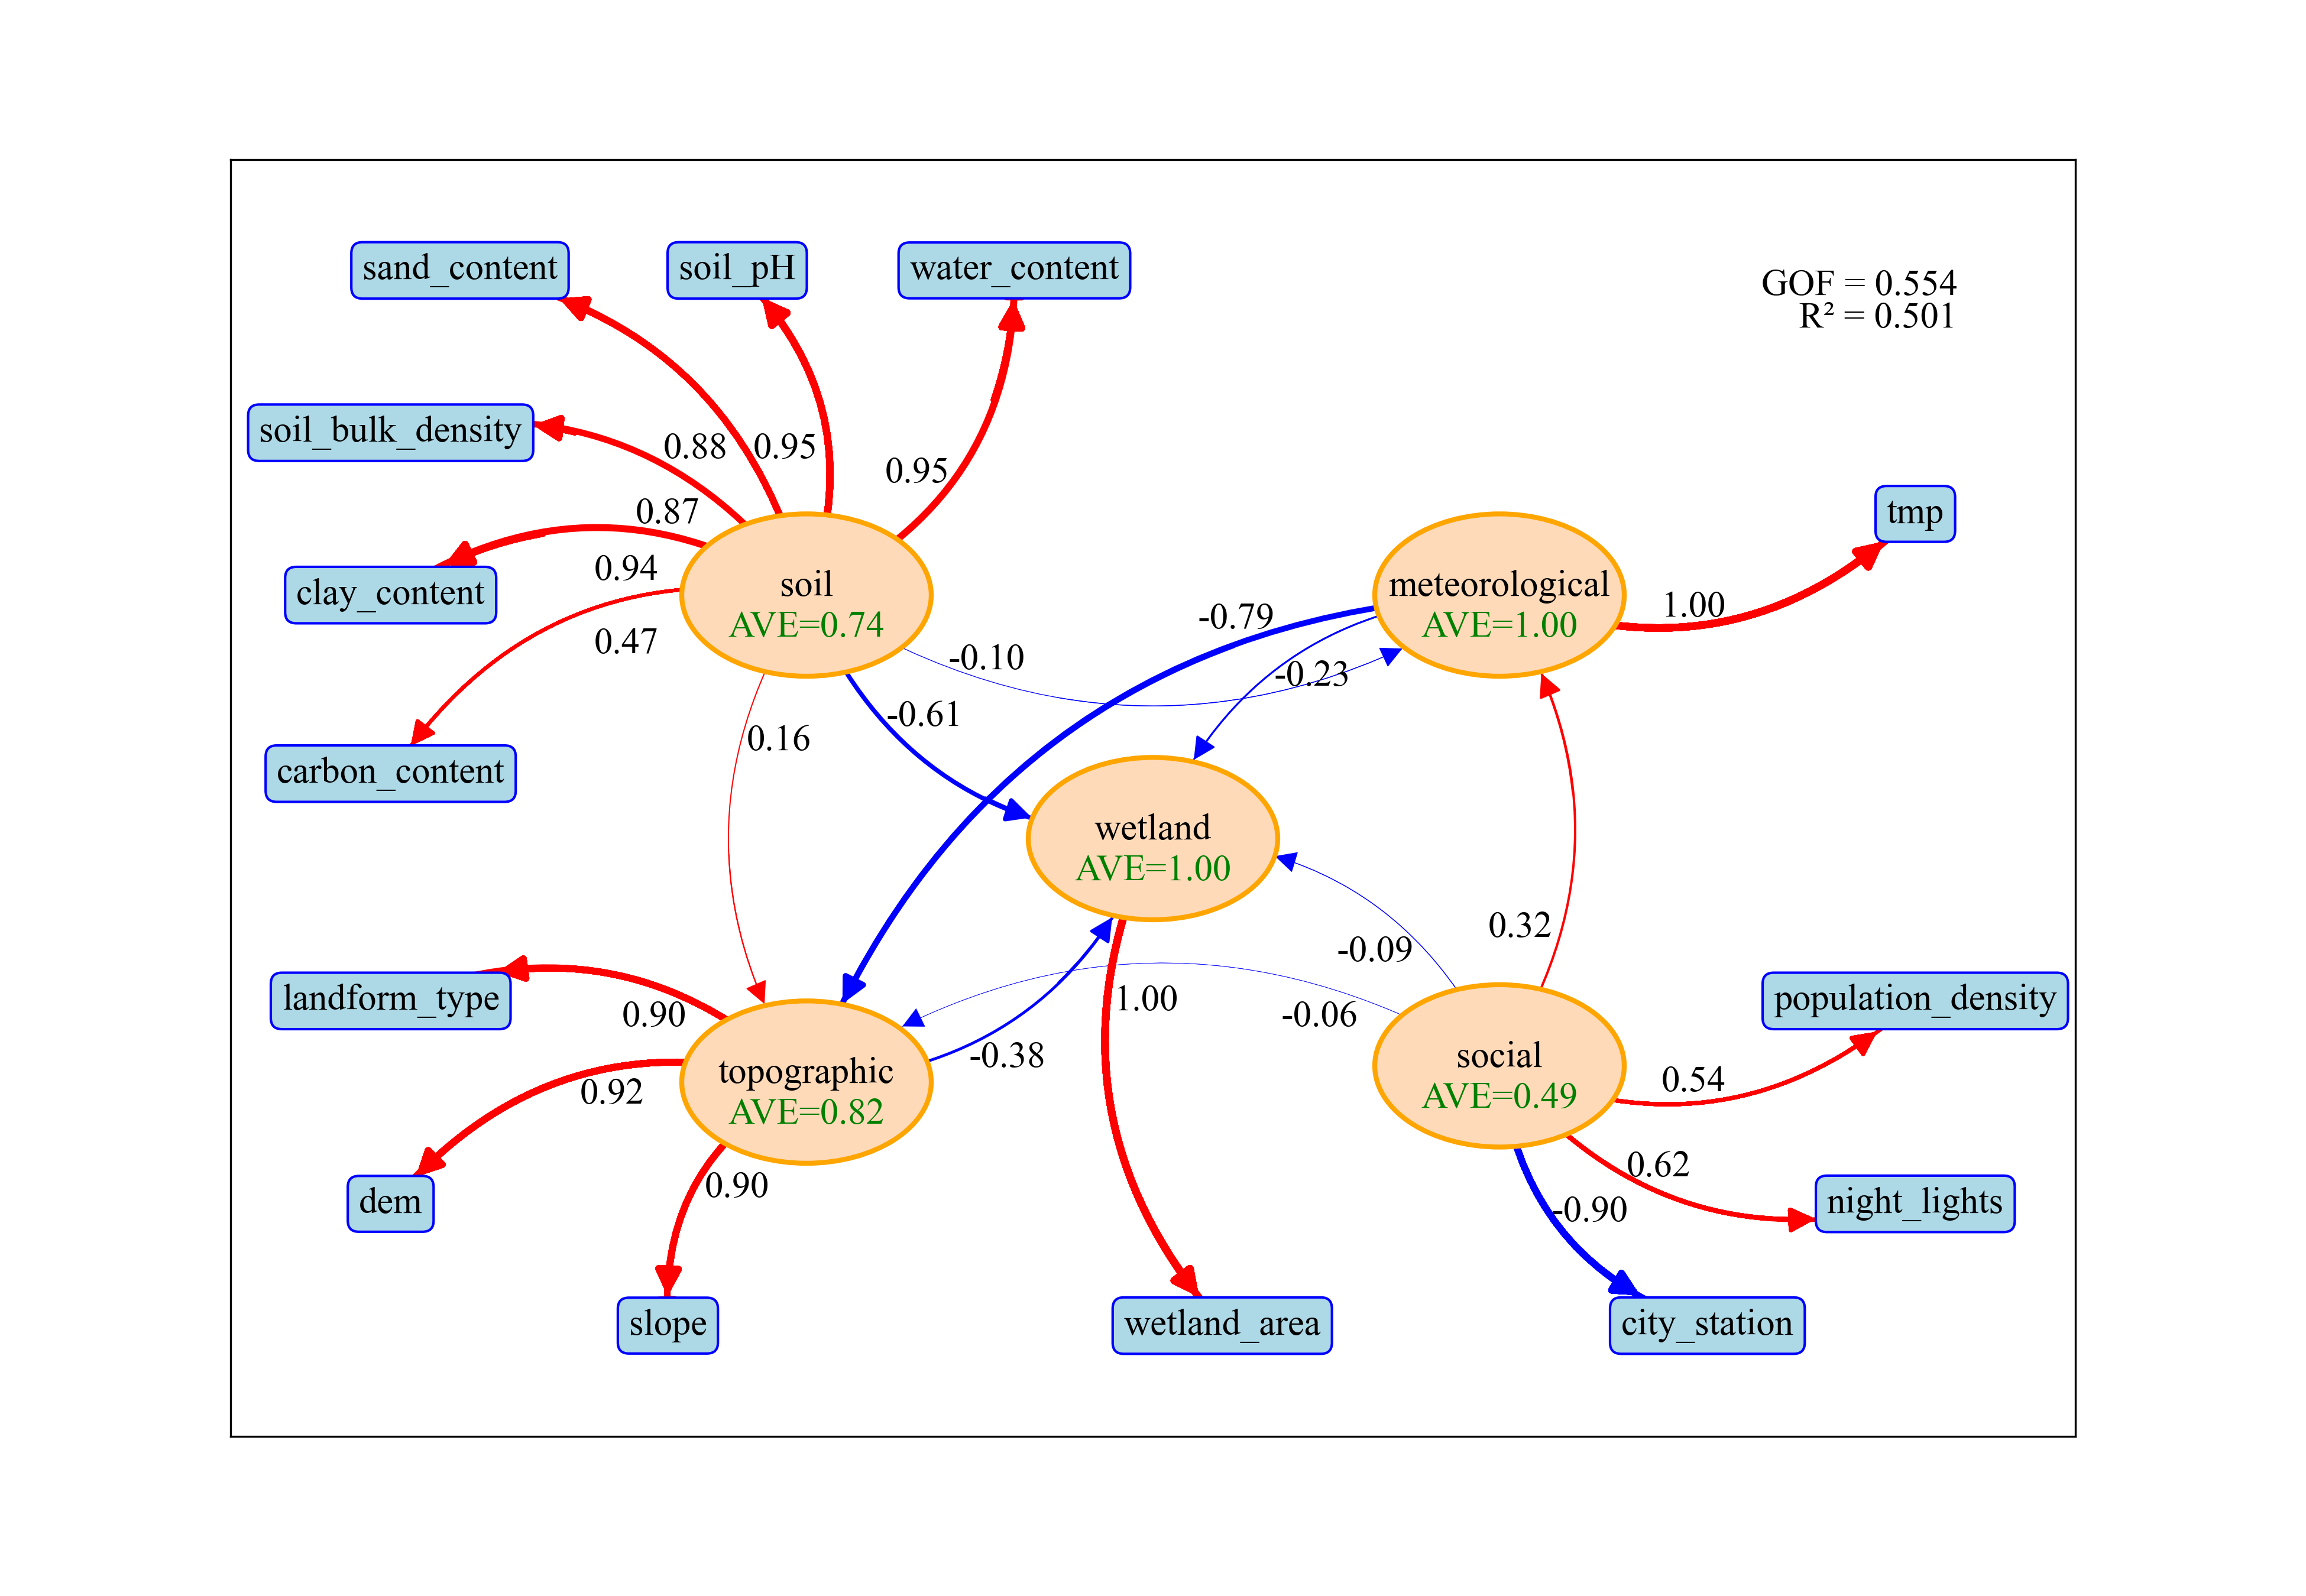 sand_content
soil_pH
water_content
GOF = 0.554
R² = 0.501
soil_bulk_density
0.88
0.95
0.95
0.87
tmp
clay_content
0.94
soil
AVE=0.74
meteorological
AVE=1.00
1.00
0.47
-0.79
-0.10
-0.23
-0.61
0.16
carbon_content
wetland
AVE=1.00
0.32
-0.09
landform_type
0.90
1.00
-0.06
population_density
-0.38
topographic
AVE=0.82
social
AVE=0.49
0.92
0.54
0.90
0.62
dem
-0.90
night_lights
slope
wetland_area
city_station